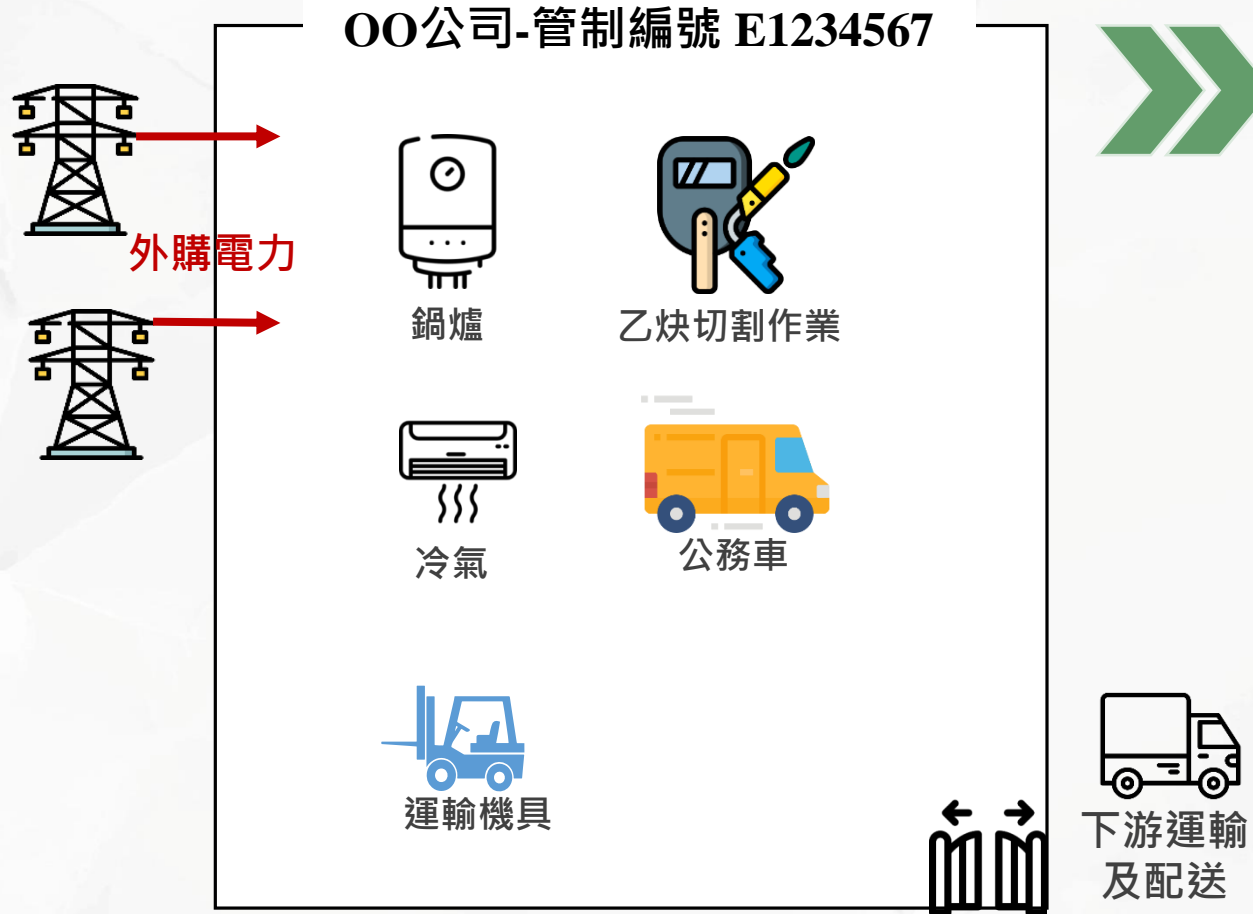 OO公司-管制編號 E1234567
外購電力
鍋爐
乙炔切割作業
冷氣
公務車
運輸機具
下游運輸
及配送